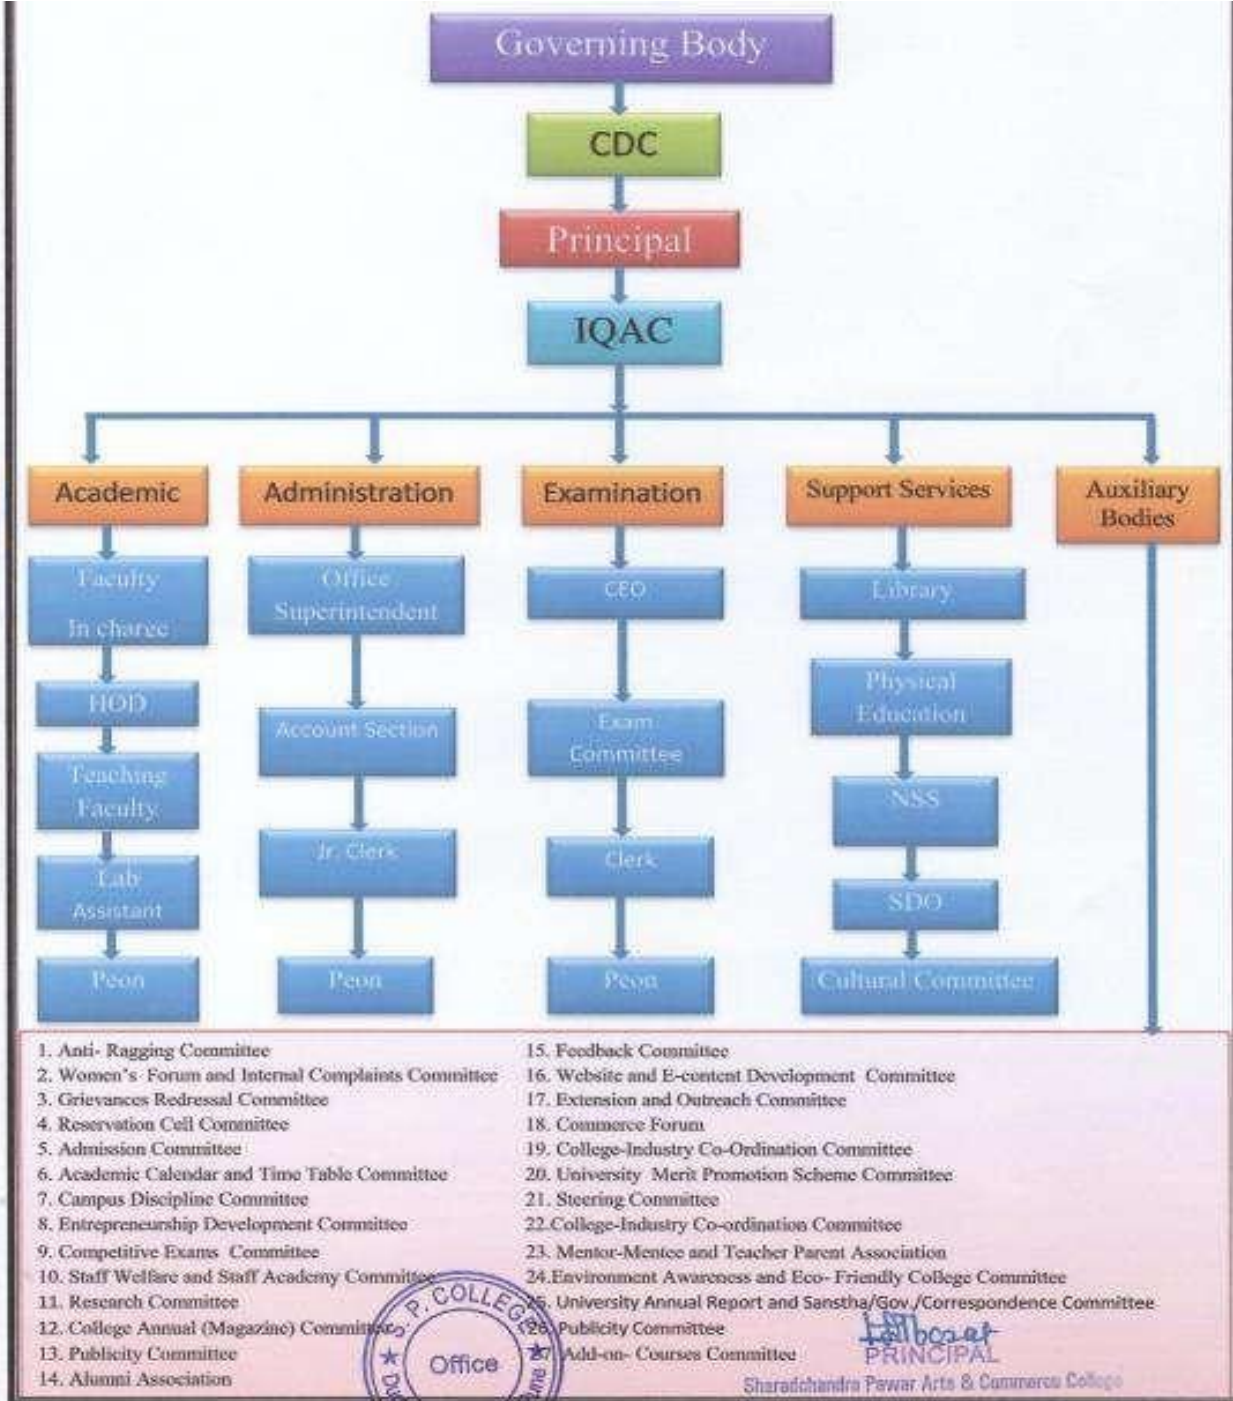 Governing Body
CDC
Principal
IQAC
Academic
Administration
Examination
Support Services
Auxiliary
Bodies
Faculty
In charec
HOD
Teaching
Faculty
Lab
Assistant
Peon
Office
Superintendent
Account Section
Jr. Clerk
Peon
CEO
Exam
Committee
Clerk
Peon
Library
Physical
Education
NSS
SDO
Cultural Committee
1. Anti- Ragging Committee
2. Women's Forum and Internal Complaints Committee
3. Grievances Redressal Committee
4. Reservation Cell Committee
5. Admission Committee
6. Academic Calendar and Time Table Committee
7. Campus Discipline Committee
8. Entrepreneurship Development Committee
9. Competitive Exams Committee
10. Staff Welfare and Staff Academy Committee
11. Research Committee
12. College Annual (Magazine) Committee
13. Publicity Committee
14. Alumni Association
15. Feedback Committee
16. Website and E-content Development Committee
17. Extension and Outreach Committee
18. Commerce Forum
19. College-Industry Co-Ordination Committee
20. University Merit Promotion Scheme Committee
21. Steering Committee
22.College-Industry Co-ordination Committee
23. Mentor-Mentee and Teacher Parent Association
24.Environment Awareness and Eco- Friendly College Committee
25. University Annual Report and Sanstha/Gov./Correspondence Committee
26. Publicity Committee
27. Add-on- Courses Committee
S. P. COLLEGE
Office
PRINCIPAL
Sharadchandra Pawar Arts & Commerce College